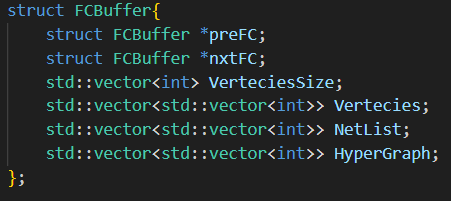 struct FCBuffer{
    struct FCBuffer *preFC;
    struct FCBuffer *nxtFC;
    std::vector<int> VerteciesSize;
    std::vector<std::vector<int>> Vertecies;
    std::vector<std::vector<int>> NetList;
    std::vector<std::vector<int>> HyperGraph;
};